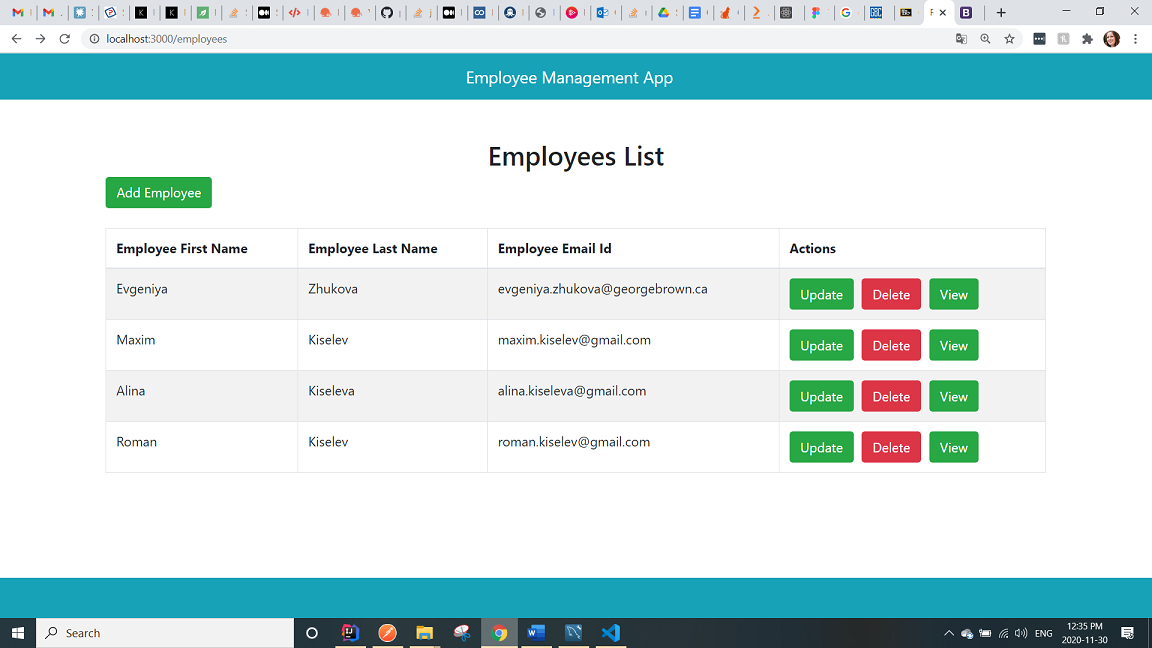 localhost:3000/employees
Employee Management App
Employees List
Add Employee
Employee First Name Employee Last Name Employee Email Id Actions
Evgeniya Zhukova evgeniya.zhukova@georgebrown.ca Update Delete View
Maxim Kiselev maxim.kiselev@gmail.com Update Delete View
Alina Kiseleva alina.kiseleva@gmail.com Update Delete View
Roman Kiselev roman.kiselev@gmail.com Update Delete View
Search
ENG
12:35 PM
2020-11-30